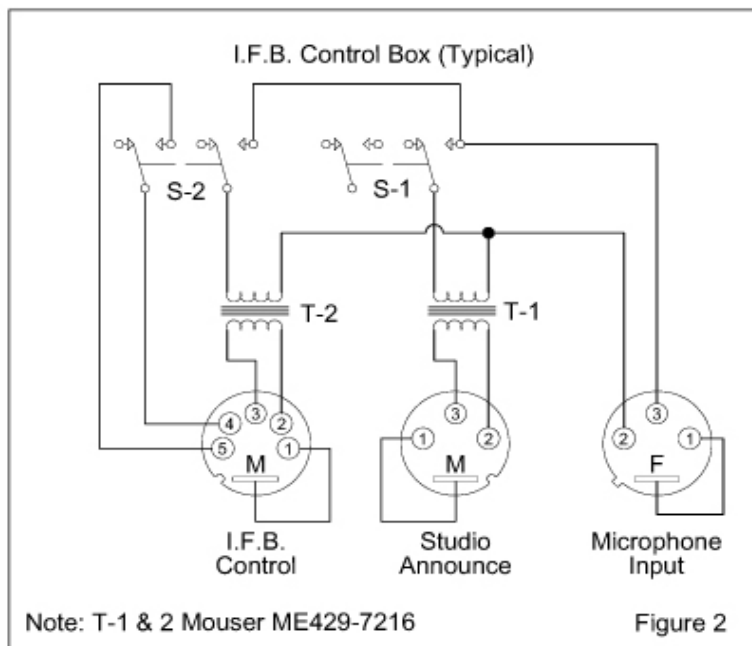 I.F.B. Control Box (Typical)
S-2
S-1
T-2
T-1
3
4
2
5
1
M
3
1
2
M
3
2
1
F
I.F.B.
Control
Studio
Announce
Microphone
Input
Note: T-1 & 2 Mouser ME429-7216
Figure 2